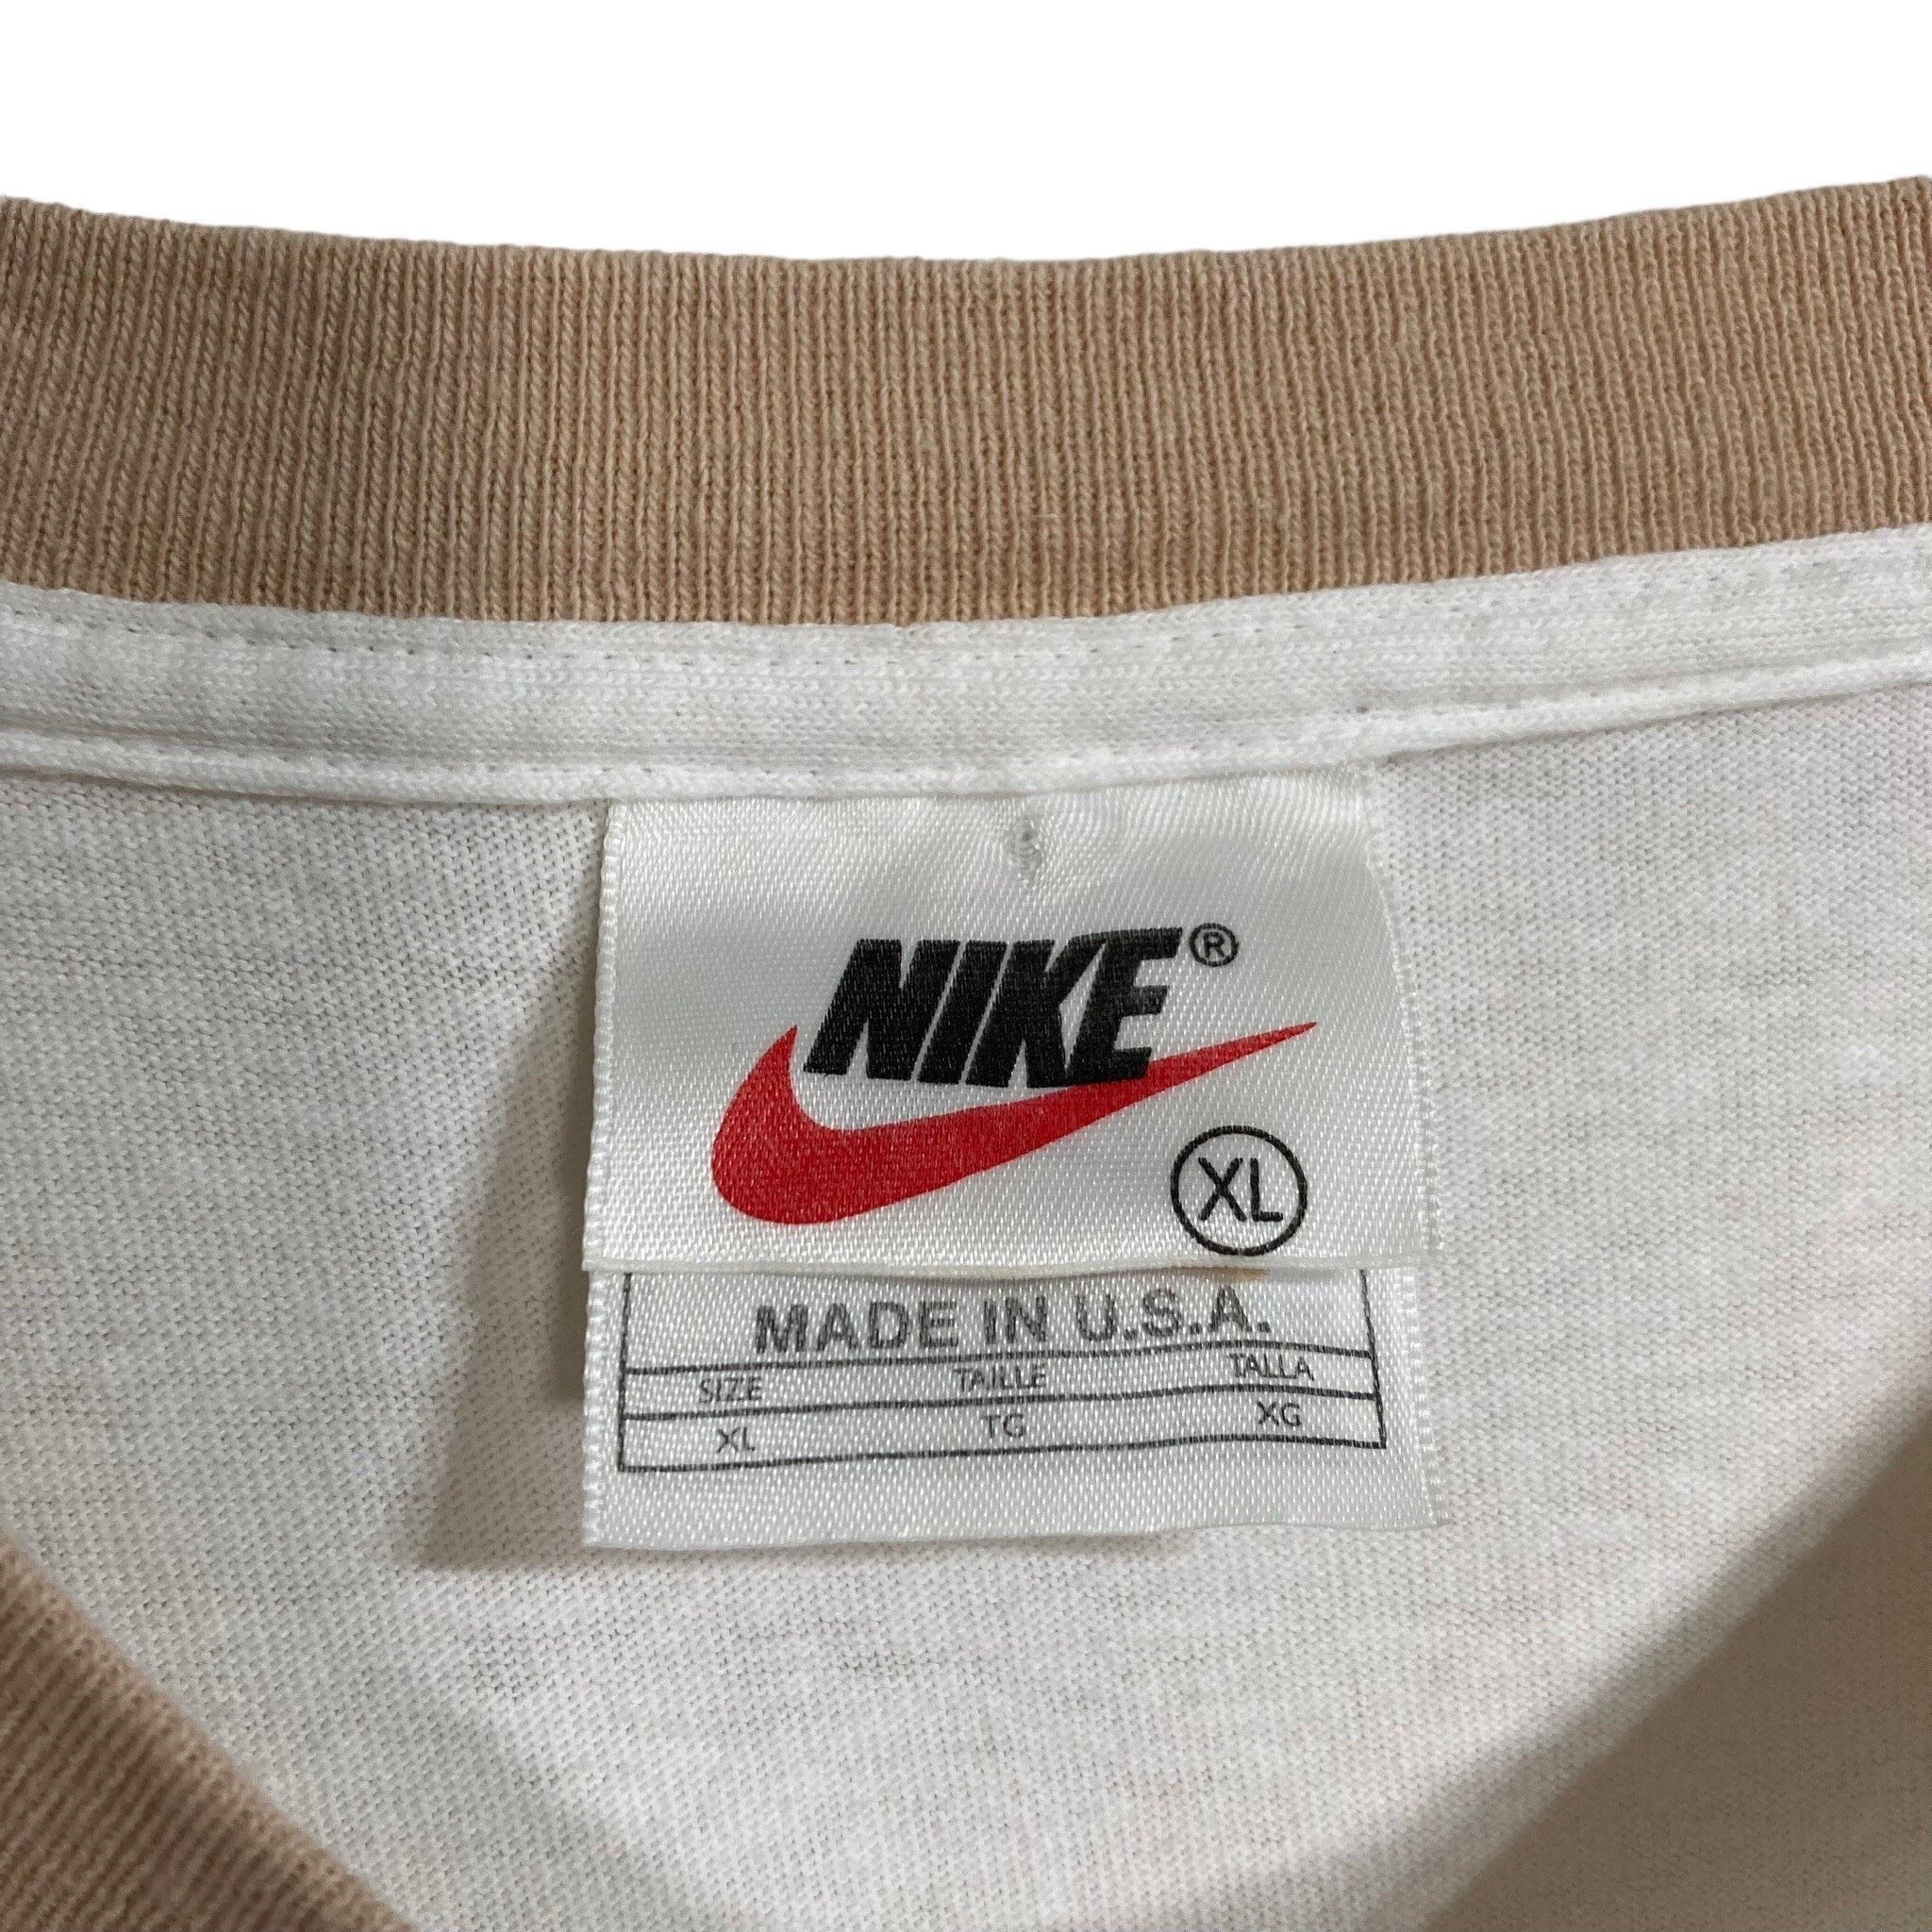 NIKE®
XL
MADE IN U.S.A.
SIZE TAILLE TALLA
XL TG XG